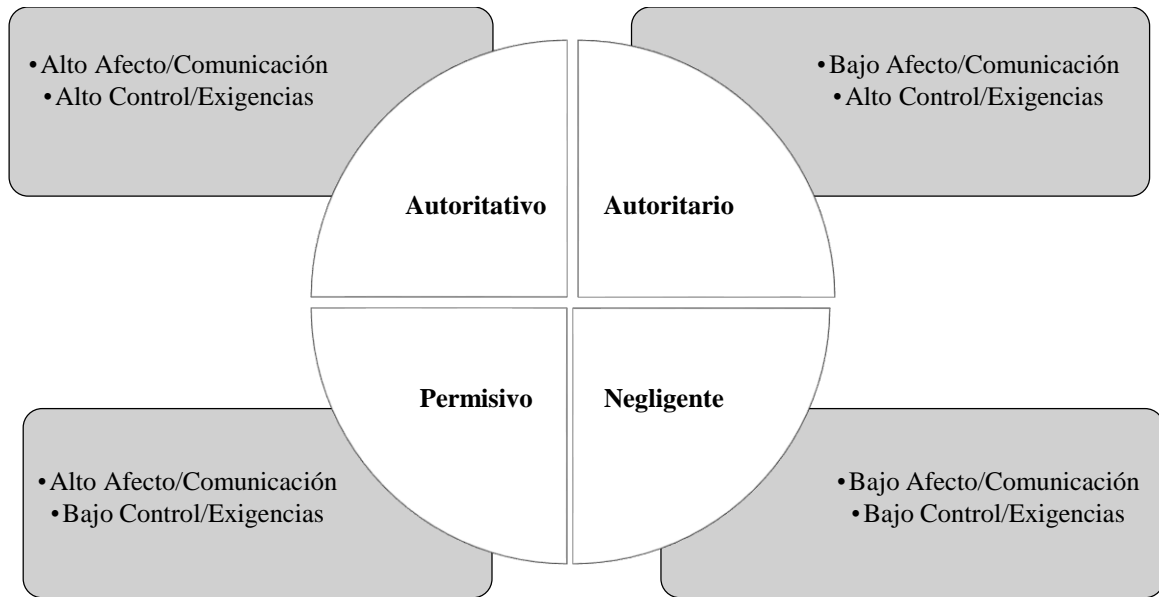 •Alto Afecto/Comunicación
•Alto Control/Exigencias
•Bajo Afecto/Comunicación
•Alto Control/Exigencias
Autoritativo
Autoritario
Permisivo
Negligente
•Alto Afecto/Comunicación
•Bajo Control/Exigencias
•Bajo Afecto/Comunicación
•Bajo Control/Exigencias